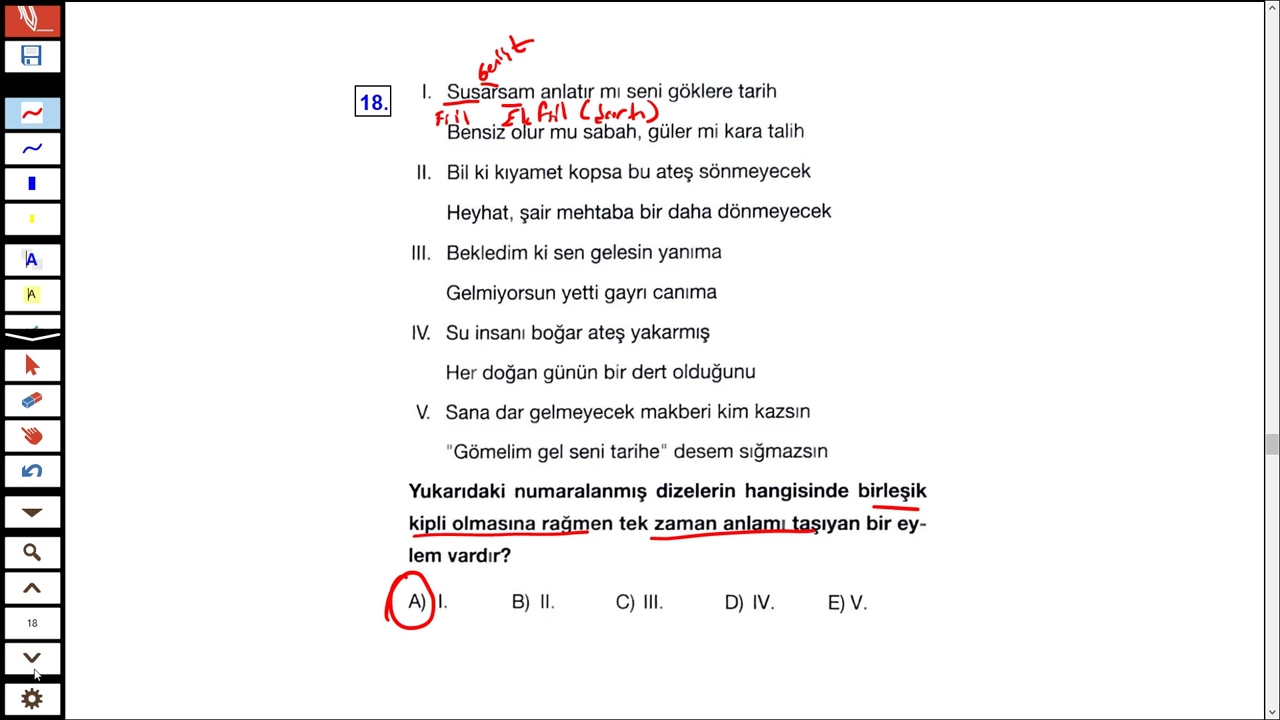 geniş
18.
I. Susarsam anlatır mı seni göklere tarih
Fiil Ek fiil (şartı)
Bensiz olur mu sabah, güler mi kara talih
II. Bil ki kıyamet kopsa bu ateş sönmeyecek
Heyhat, şair mehtaba bir daha dönmeyecek
III. Bekledim ki sen gelesin yanıma
Gelmiyorsun yetti gayrı canıma
IV. Su insanı boğar ateş yakarmış
Her doğan günün bir dert olduğunu
V. Sana dar gelmeyecek makberi kim kazsın
"Gömelim gel seni tarihe" desem sığmazsın
Yukarıdaki numaralanmış dizelerin hangisinde birleşik
kipli olmasına rağmen tek zaman anlamı taşıyan bir ey-
lem vardır?
A) I. B) II. C) III. D) IV. E) V.
A
A
18